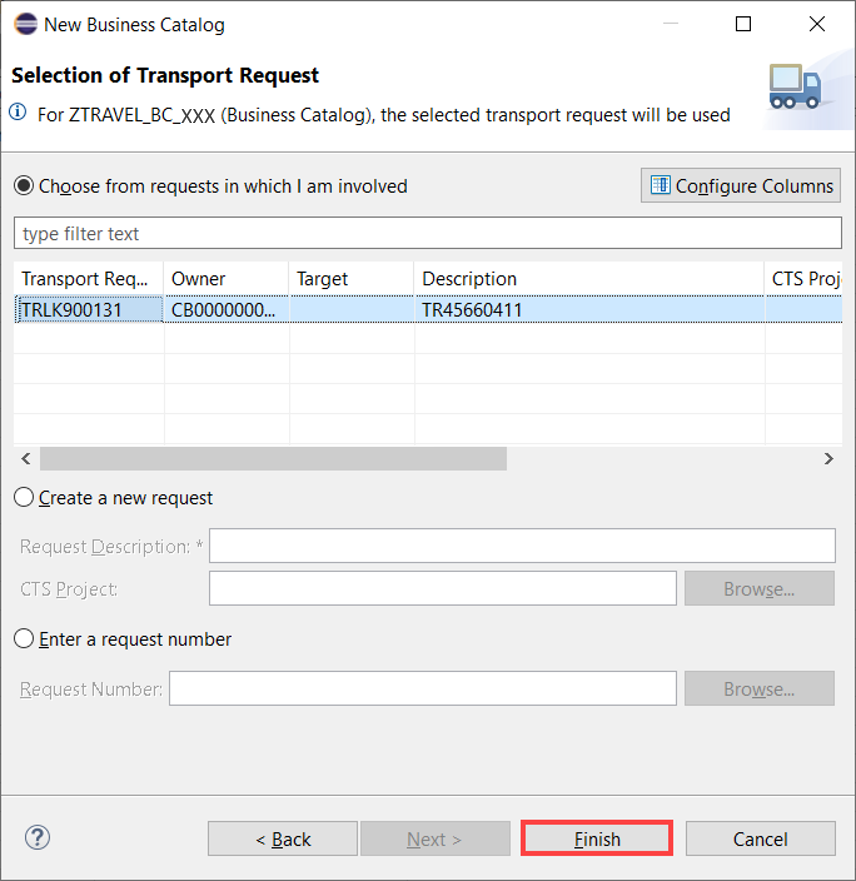 New Business Catalog
Selection of Transport Request
For ZTRAVEL_BC_XXX (Business Catalog), the selected transport request will be used
Choose from requests in which I am involved
Configure Columns
type filter text
Transport Req... Owner Target Description CTS Proj
TRLK900131 CB0000000... TR45660411
Create a new request
Request Description: *
CTS Project:
Browse...
Enter a request number
Request Number:
Browse...
< Back Next > Finish Cancel